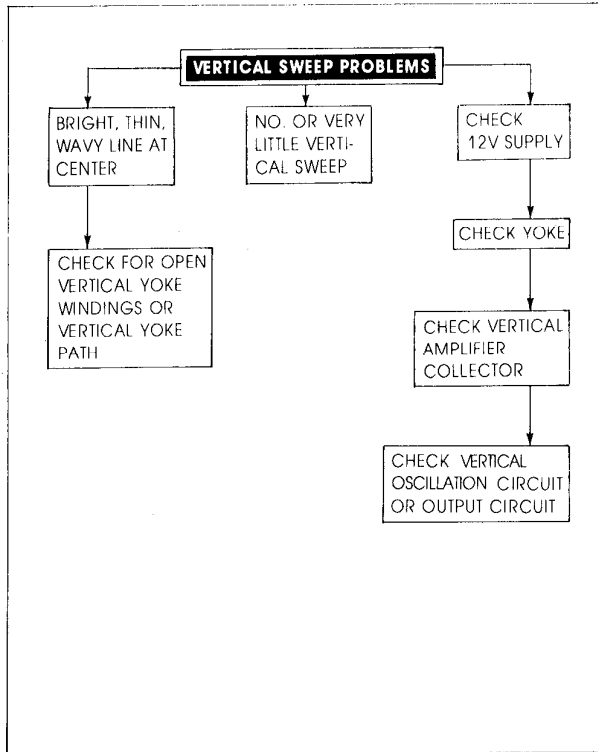 VERTICAL SWEEP PROBLEMS
BRIGHT, THIN,
WAVY LINE AT
CENTER
NO. OR VERY
LITTLE VERTI-
CAL SWEEP
CHECK
12V SUPPLY
CHECK YOKE
CHECK FOR OPEN
VERTICAL YOKE
WINDINGS OR
VERTICAL YOKE
PATH
CHECK VERTICAL
AMPLIFIER
COLLECTOR
CHECK VERTICAL
OSCILLATION CIRCUIT
OR OUTPUT CIRCUIT